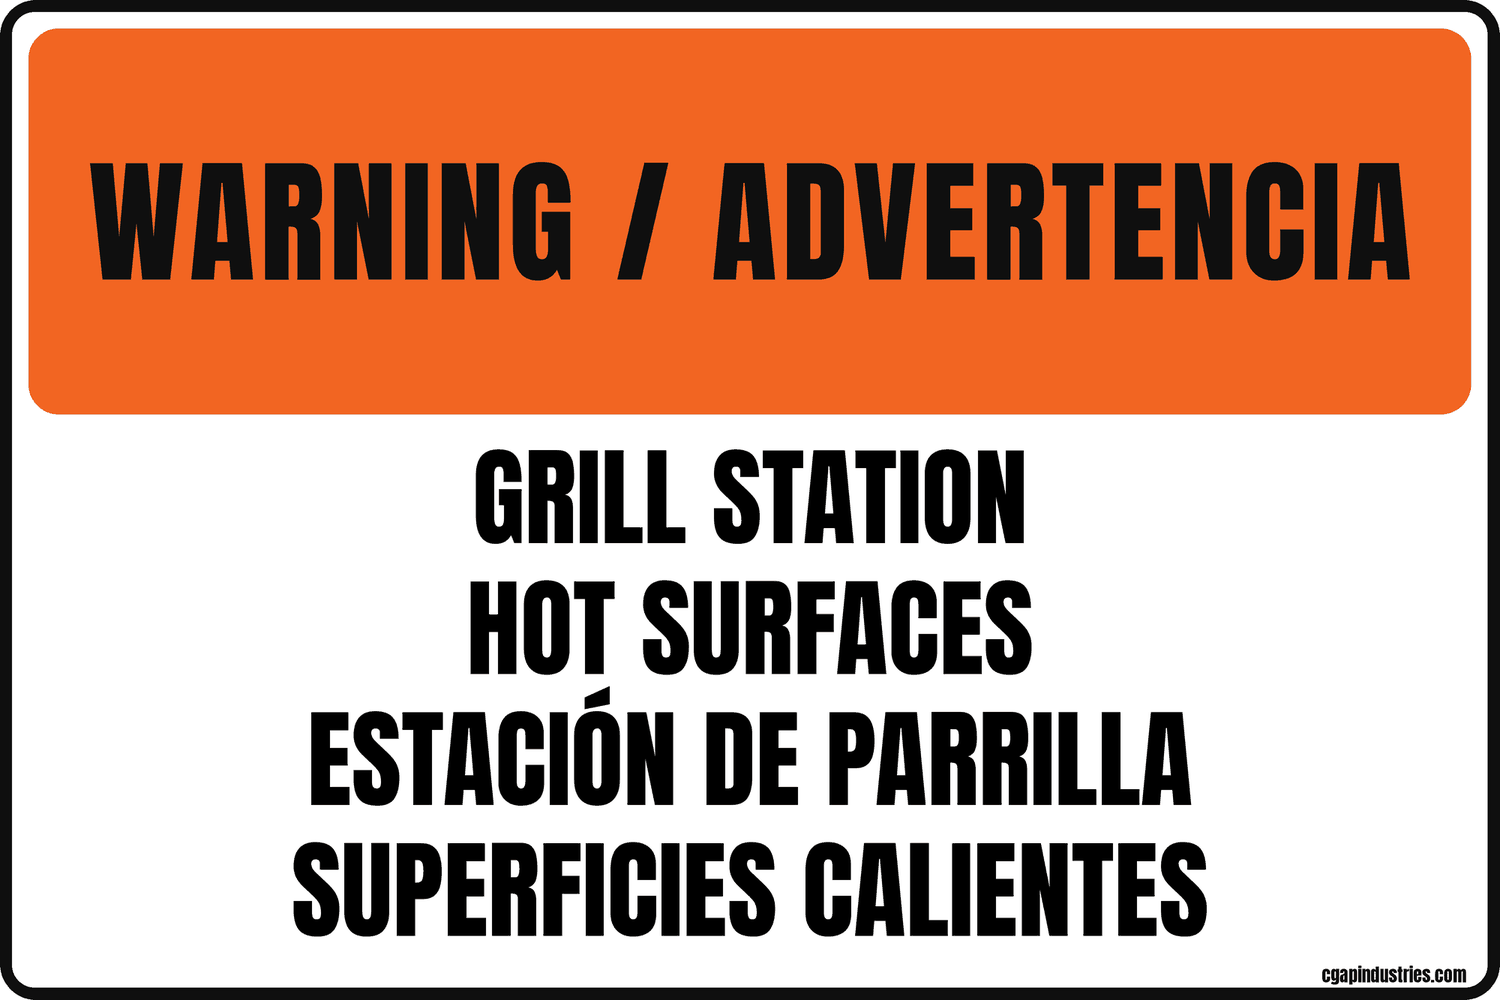 WARNING / ADVERTENCIA
GRILL STATION
HOT SURFACES
ESTACIÓN DE PARRILLA
SUPERFICIES CALIENTES
cgapindustries.com